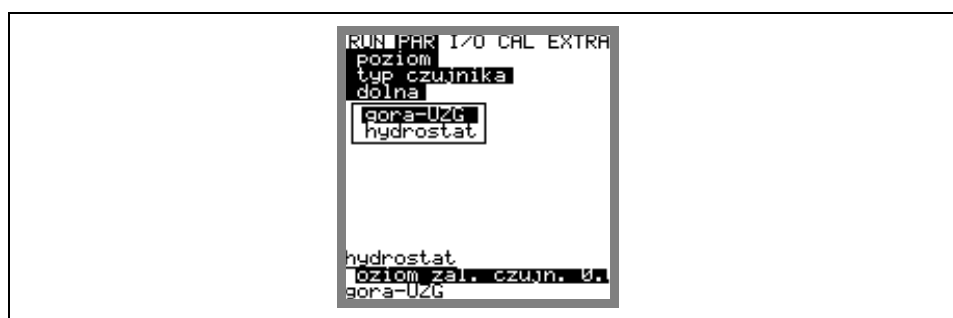 RUN PAR I/O CAL EXTRA
poziom
typ czujnika
dolna
gora-UZG
hydrostat
hydrostat
oziom zal. czujn. 0.
gora-UZG